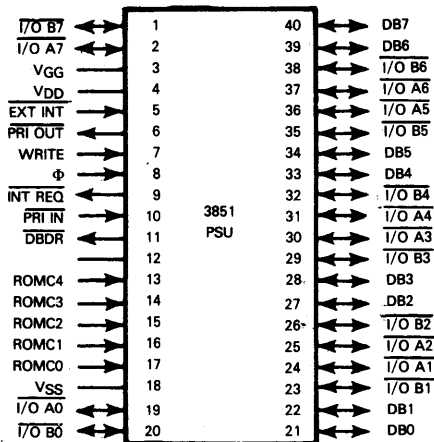 I/O B7 1 40 DB7
I/O A7 2 39 DB6
VGG 3 38 I/O B6
VDD 4 37 I/O A6
EXT INT 5 36 I/O A5
PRI OUT 6 35 I/O B5
WRITE 7 34 DB5
Φ 8 33 DB4
INT REQ 9 32 I/O B4
PRI IN 10 31 I/O A4
DBDR 11 30 I/O A3
12 29 I/O B3
ROMC4 13 28 DB3
ROMC3 14 27 DB2
ROMC2 15 26 I/O B2
ROMC1 16 25 I/O A2
ROMC0 17 24 I/O A1
VSS 18 23 I/O B1
I/O A0 19 22 DB1
I/O B0 20 21 DB0
3851
PSU